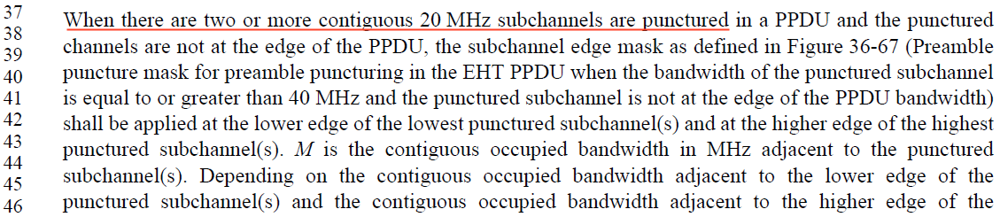 37 When there are two or more contiguous 20 MHz subchannels are punctured in a PPDU and the punctured
38 channels are not at the edge of the PPDU, the subchannel edge mask as defined in Figure 36-67 (Preamble
39
40 puncture mask for preamble puncturing in the EHT PPDU when the bandwidth of the punctured subchannel
41 is equal to or greater than 40 MHz and the punctured subchannel is not at the edge of the PPDU bandwidth)
42 shall be applied at the lower edge of the lowest punctured subchannel(s) and at the higher edge of the highest
43 punctured subchannel(s). M is the contiguous occupied bandwidth in MHz adjacent to the punctured
44
45 subchannel(s). Depending on the contiguous occupied bandwidth adjacent to the lower edge of the
46 punctured subchannel(s) and the contiguous occupied bandwidth adjacent to the higher edge of the